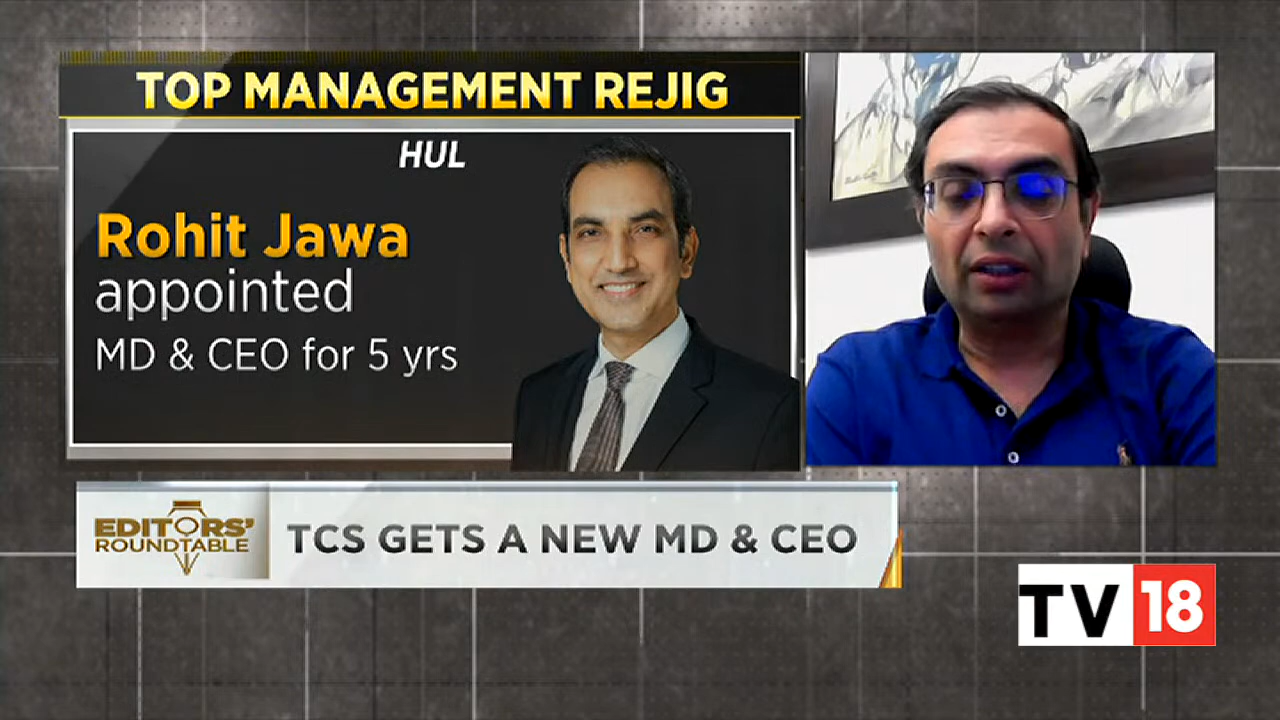 TOP MANAGEMENT REJIG
HUL
Rohit Jawa
appointed
MD & CEO for 5 yrs
EDITORS'
ROUNDTABLE
TCS GETS A NEW MD & CEO
TV18